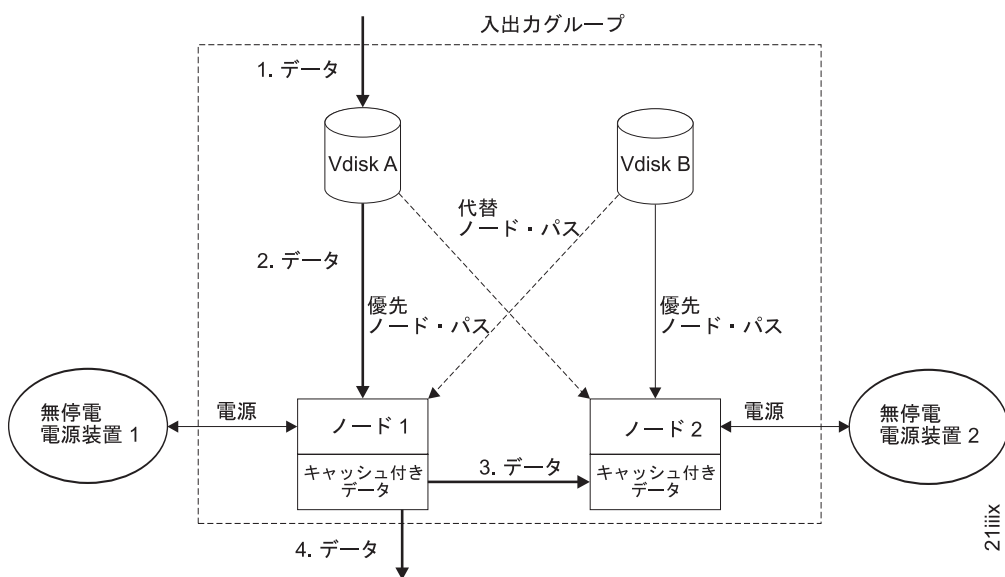 入出力グループ
1. データ
Vdisk A
Vdisk B
代替
ノード・パス
2. データ
優先
ノード・パス
優先
ノード・パス
無停電
電源装置 1
電源
ノード 1
ノード 2
電源
無停電
電源装置 2
キャッシュ付き
データ
3. データ
キャッシュ付き
データ
4. データ
21iiix